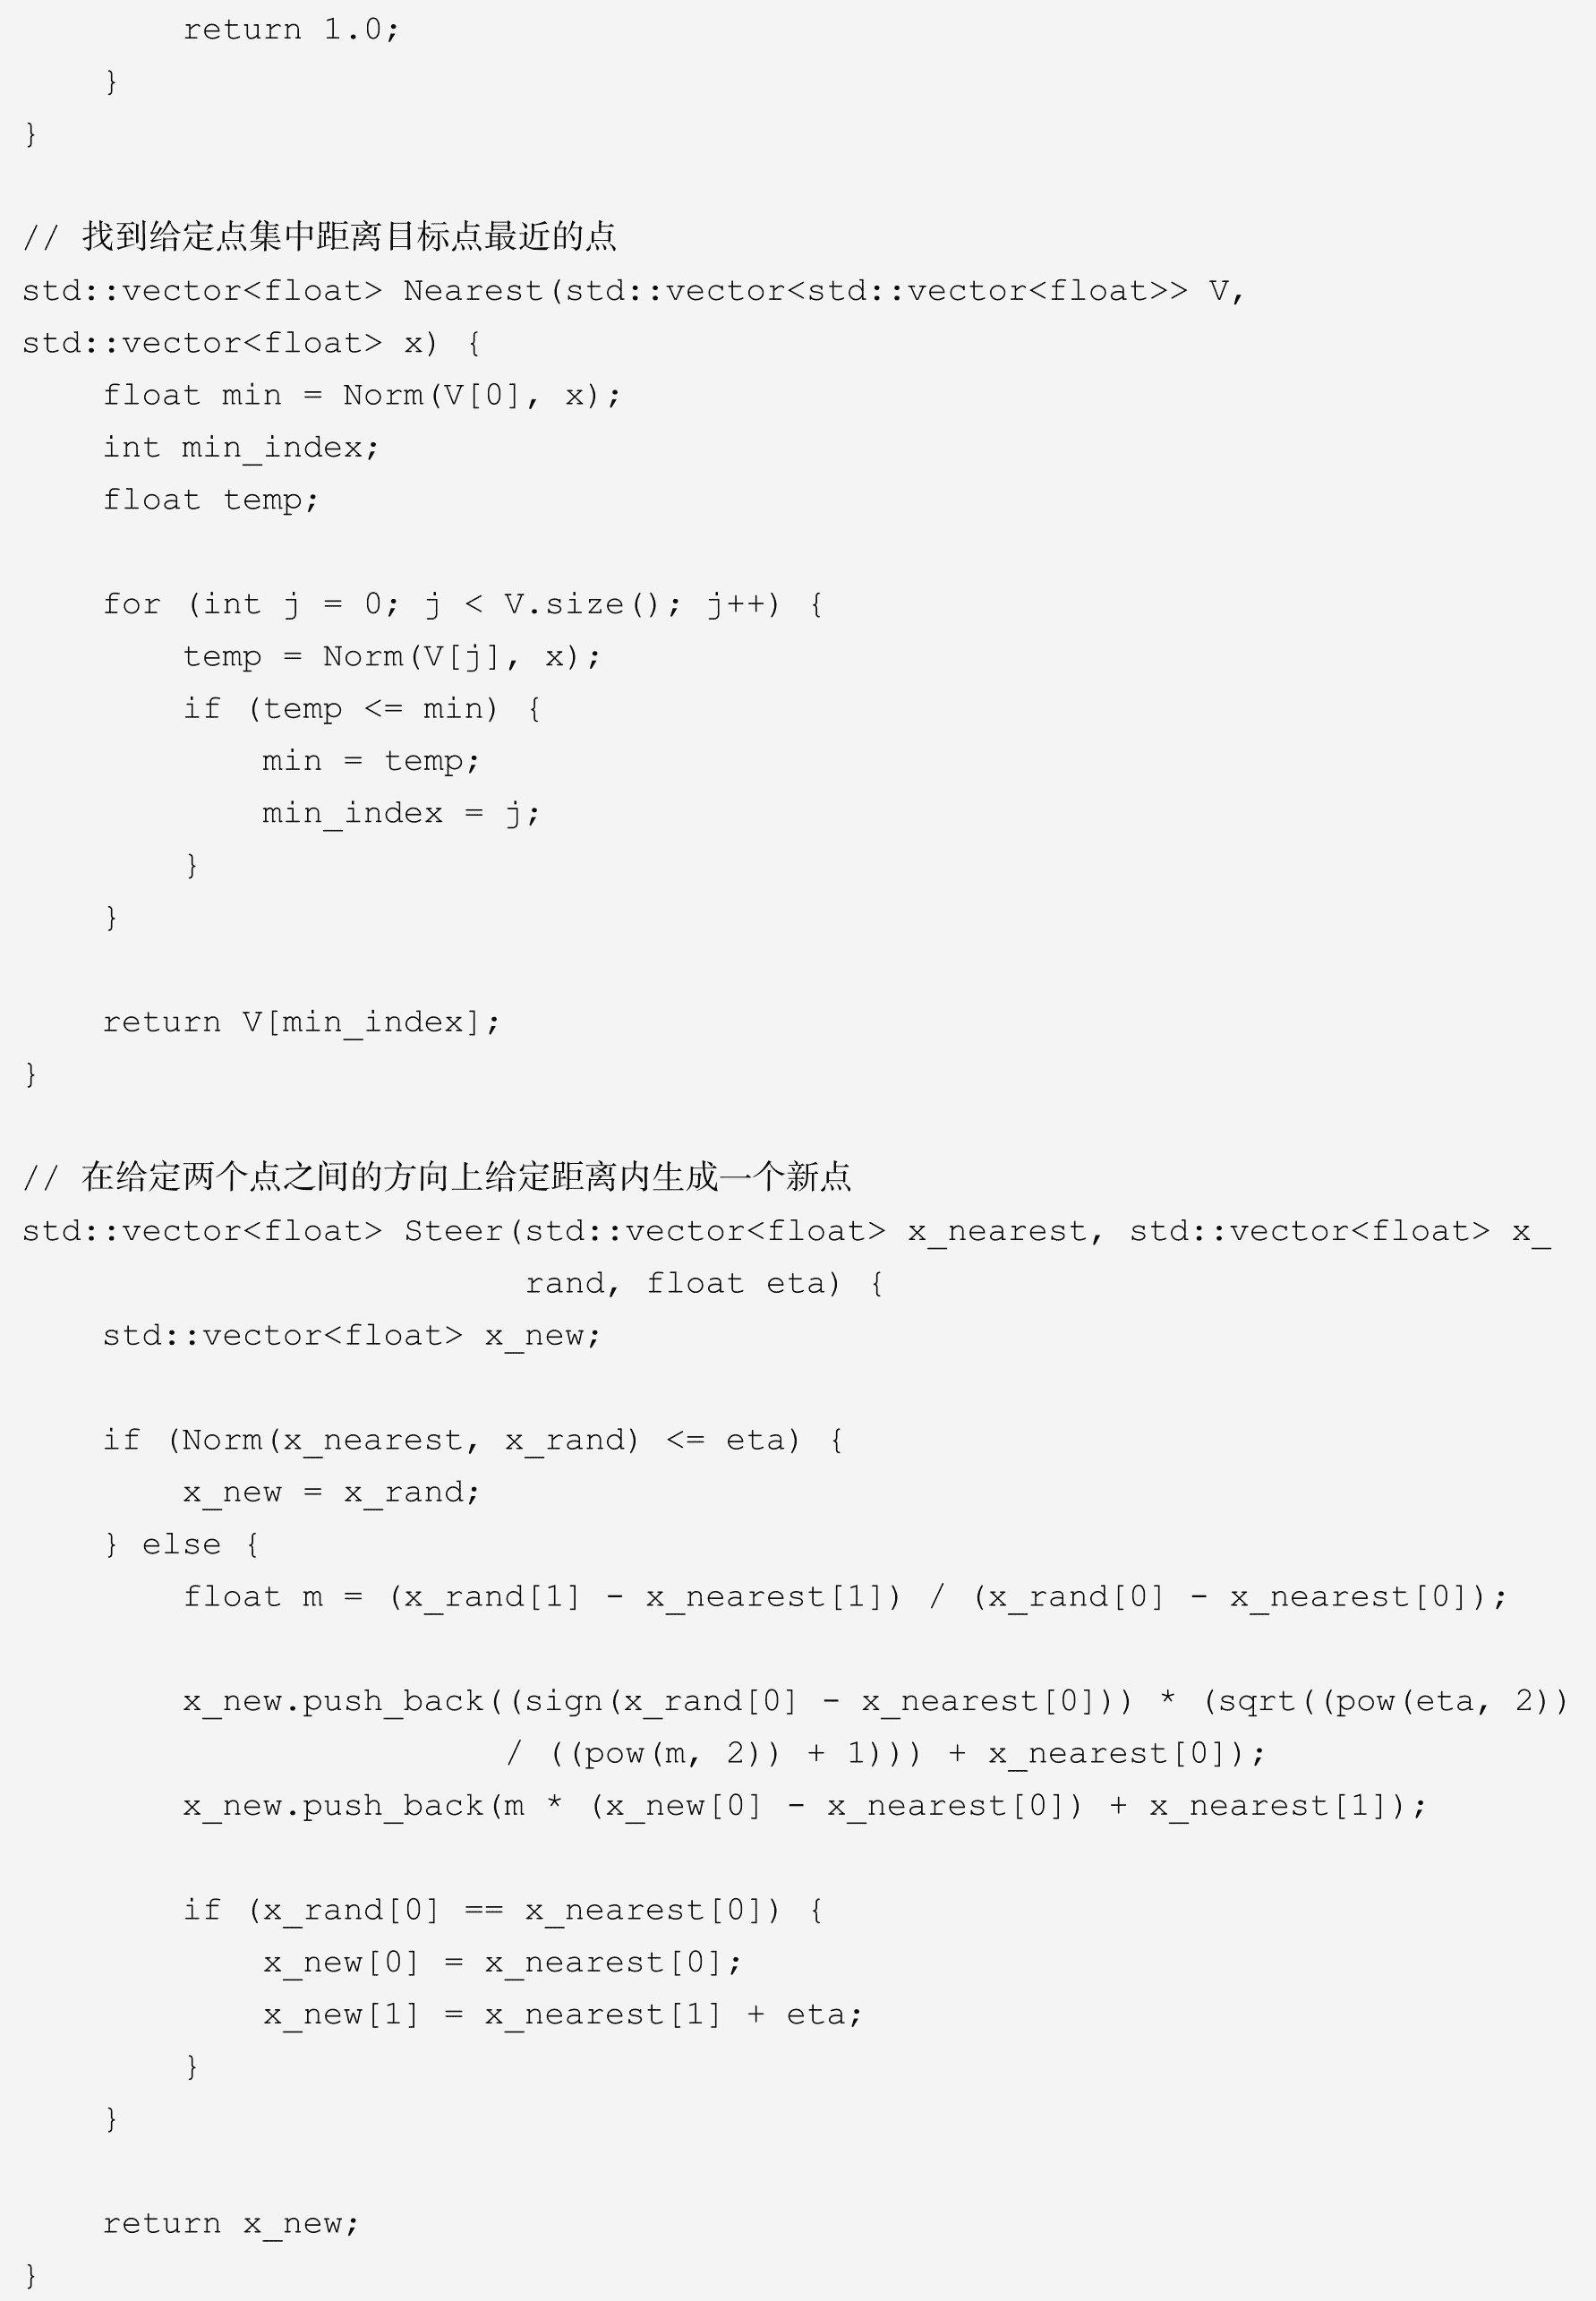 return 1.0;
    }
}

// 找到给定点集中距离目标点最近的点
std::vector<float> Nearest(std::vector<std::vector<float>> V,
std::vector<float> x) {
    float min = Norm(V[0], x);
    int min_index;
    float temp;

    for (int j = 0; j < V.size(); j++) {
        temp = Norm(V[j], x);
        if (temp <= min) {
            min = temp;
            min_index = j;
        }
    }

    return V[min_index];
}

// 在给定两个点之间的方向上给定距离内生成一个新点
std::vector<float> Steer(std::vector<float> x_nearest, std::vector<float> x_
                         rand, float eta) {
    std::vector<float> x_new;

    if (Norm(x_nearest, x_rand) <= eta) {
        x_new = x_rand;
    } else {
        float m = (x_rand[1] - x_nearest[1]) / (x_rand[0] - x_nearest[0]);

        x_new.push_back((sign(x_rand[0] - x_nearest[0])) * (sqrt((pow(eta, 2))
                        / ((pow(m, 2)) + 1))) + x_nearest[0]);
        x_new.push_back(m * (x_new[0] - x_nearest[0]) + x_nearest[1]);

        if (x_rand[0] == x_nearest[0]) {
            x_new[0] = x_nearest[0];
            x_new[1] = x_nearest[1] + eta;
        }
    }

    return x_new;
}